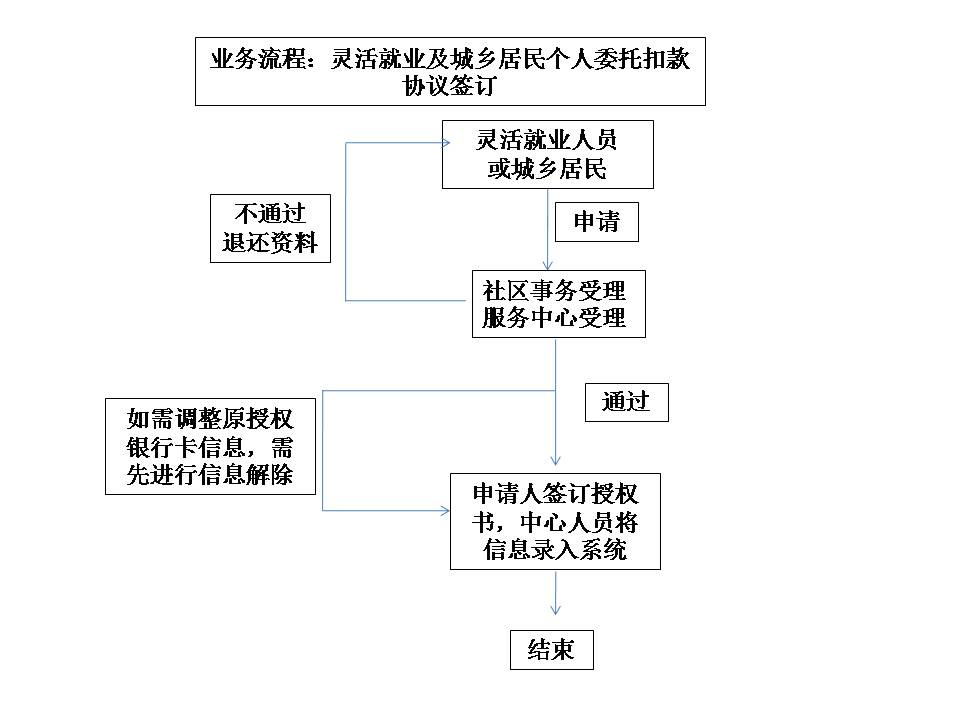 业务流程：灵活就业及城乡居民个人委托扣款
协议签订
灵活就业人员
或城乡居民
不通过
退还资料
申请
社区事务受理
服务中心受理
通过
如需调整原授权
银行卡信息，需
先进行信息解除
申请人签订授权
书，中心人员将
信息录入系统
结束